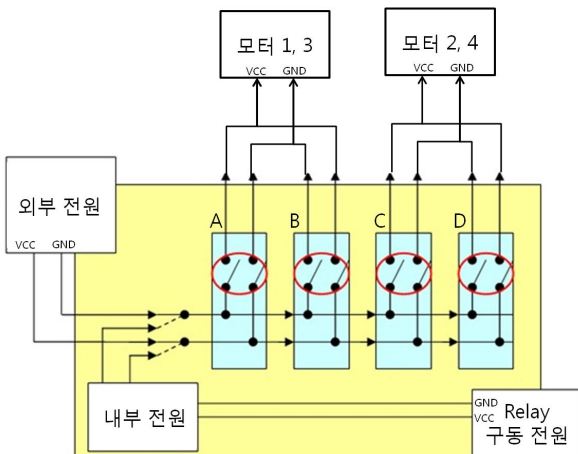 모터 1, 3
VCC GND
모터 2, 4
VCC GND
외부 전원
VCC GND
A B C D
내부 전원
GND
VCC
Relay
구동 전원